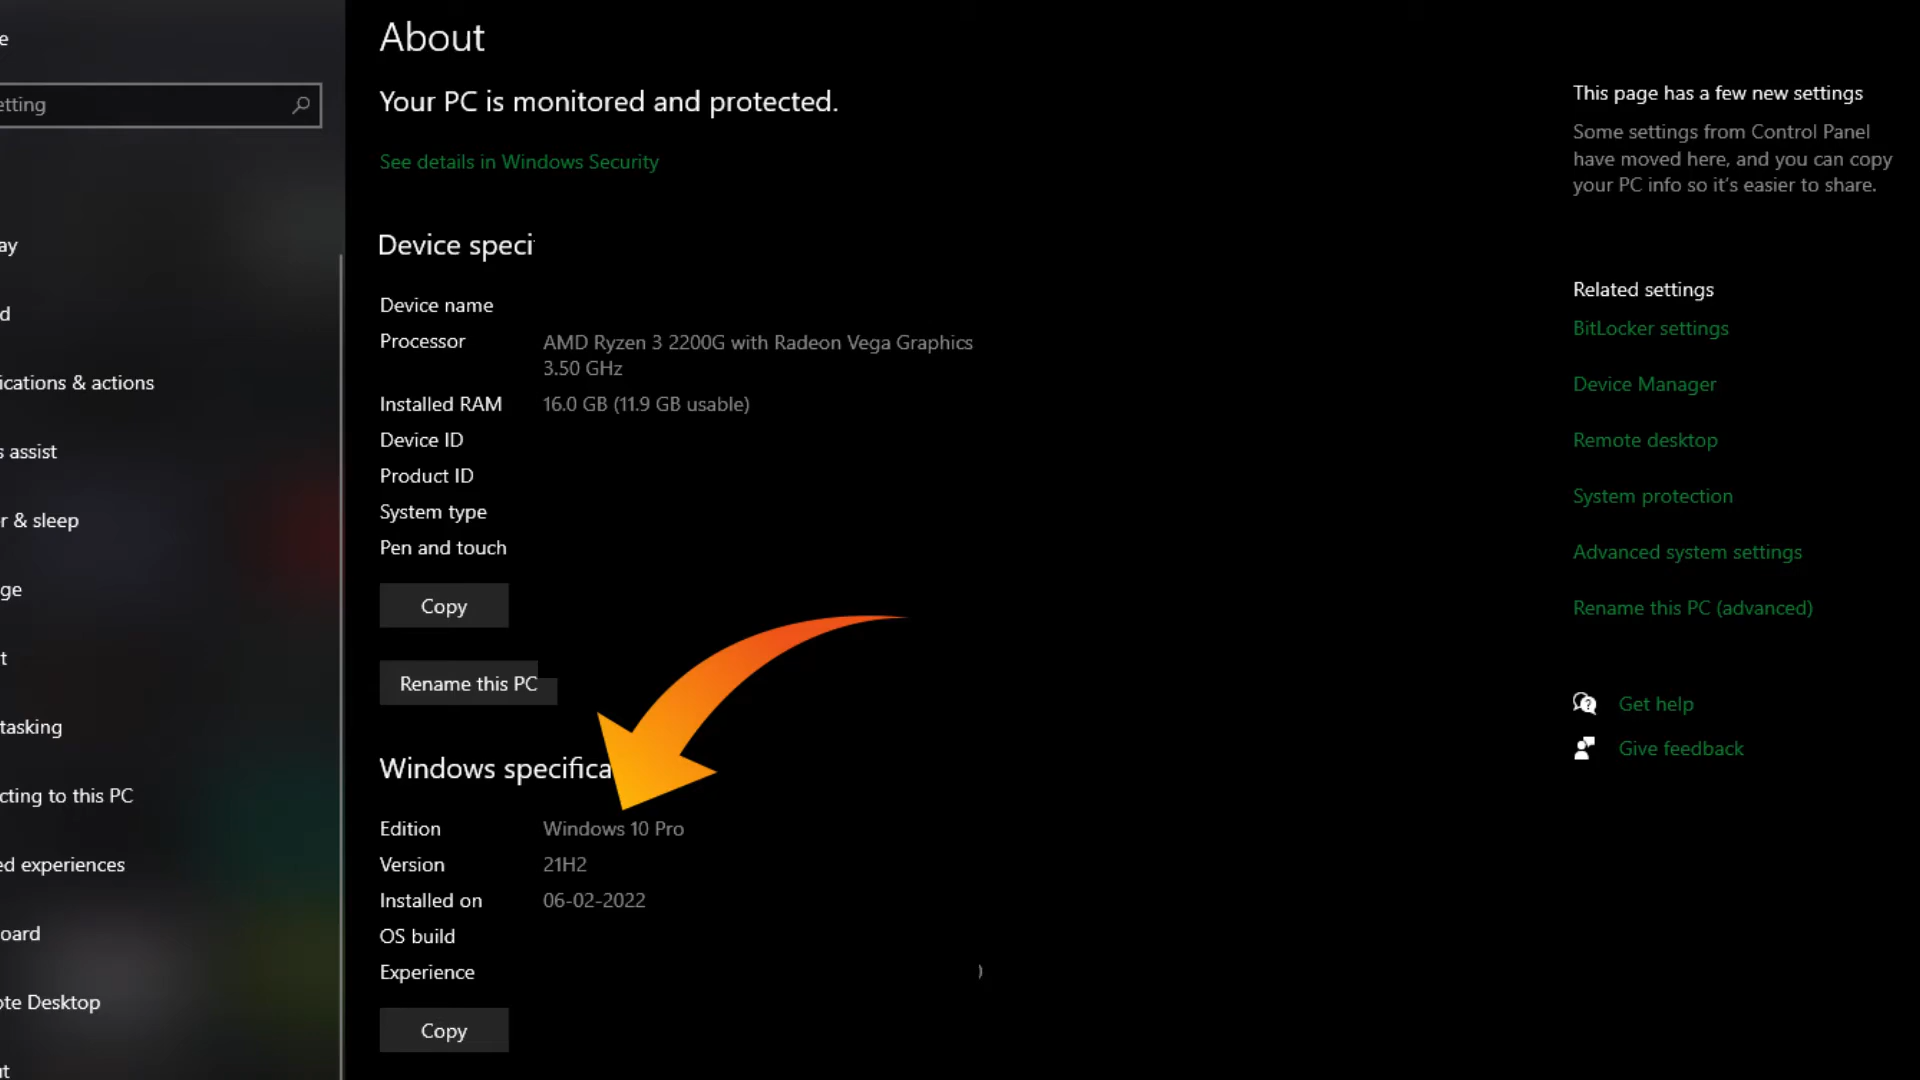 e
etting
ay
d
ications & actions
s assist
r & sleep
ge
t
tasking
cting to this PC
ed experiences
oard
ote Desktop
ut
About
Your PC is monitored and protected.
See details in Windows Security
Device speci
Device name
Processor AMD Ryzen 3 2200G with Radeon Vega Graphics
3.50 GHz
Installed RAM 16.0 GB (11.9 GB usable)
Device ID
Product ID
System type
Pen and touch
Copy
Rename this PC
Windows specifica
Edition Windows 10 Pro
Version 21H2
Installed on 06-02-2022
OS build
Experience )
Copy
This page has a few new settings
Some settings from Control Panel
have moved here, and you can copy
your PC info so it's easier to share.
Related settings
BitLocker settings
Device Manager
Remote desktop
System protection
Advanced system settings
Rename this PC (advanced)
Get help
Give feedback